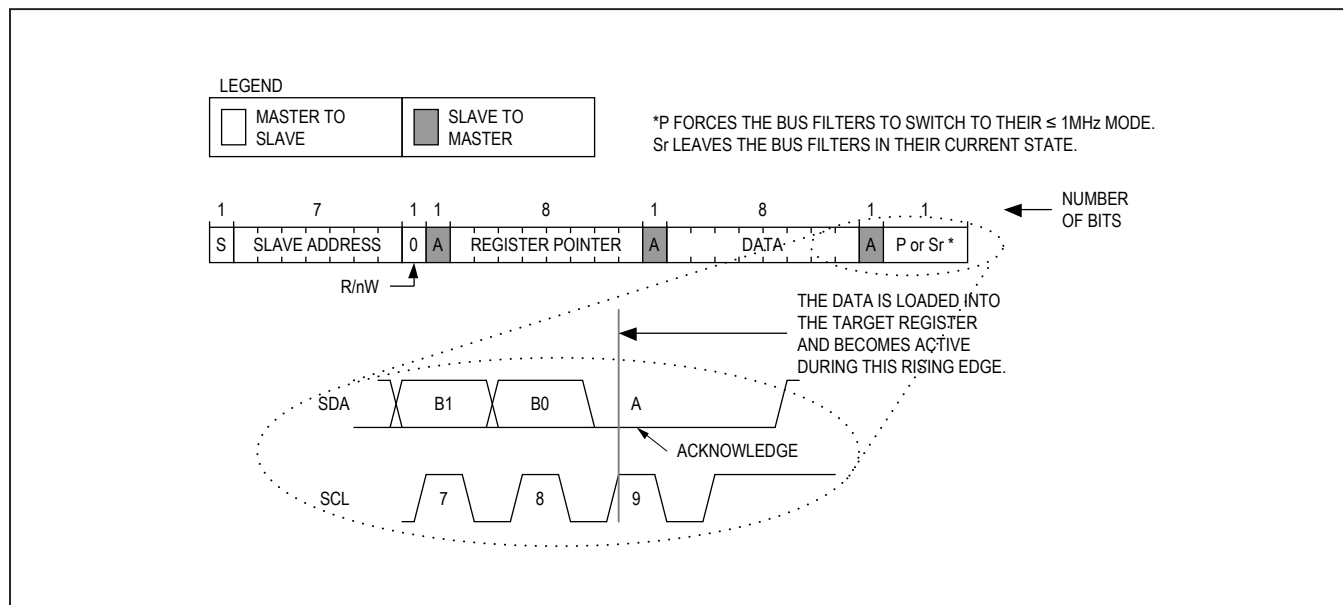 LEGEND
MASTER TO
SLAVE
SLAVE TO
MASTER
*P FORCES THE BUS FILTERS TO SWITCH TO THEIR ≤ 1MHz MODE.
Sr LEAVES THE BUS FILTERS IN THEIR CURRENT STATE.
1 7 1 1 8 1 8 1 1
NUMBER
OF BITS
S SLAVE ADDRESS 0 A REGISTER POINTER A DATA A P or Sr *
R/nW
THE DATA IS LOADED INTO
THE TARGET REGISTER
AND BECOMES ACTIVE
DURING THIS RISING EDGE.
SDA B1 B0 A
ACKNOWLEDGE
SCL 7 8 9